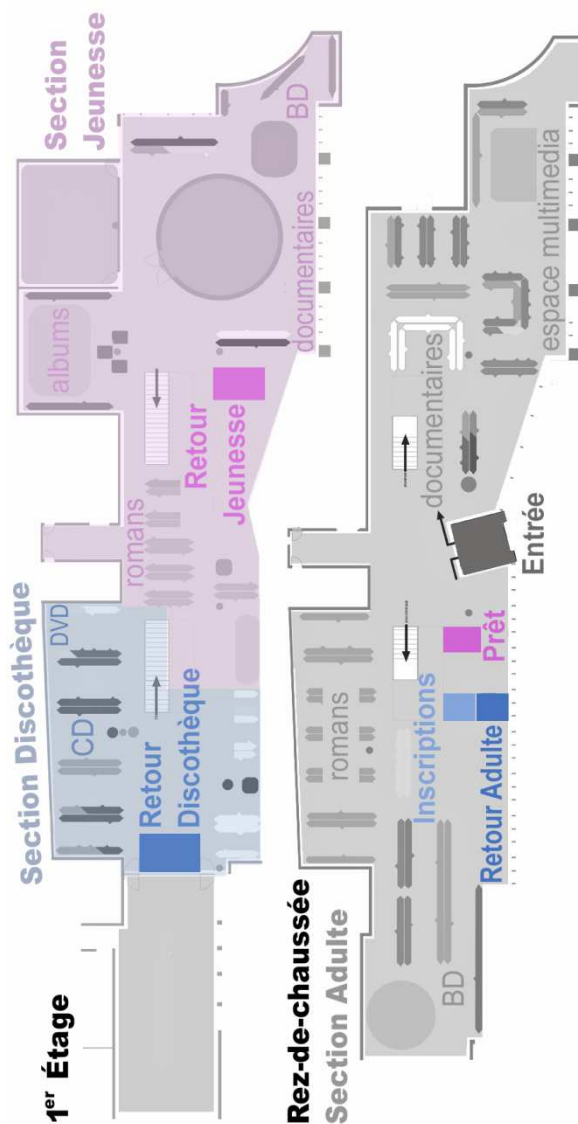 1er Étage
Section Discothèque
CD
DVD
Retour
Discothèque
Section
Jeunesse
albums
romans
Retour
Jeunesse
documentaires
BD
Rez-de-chaussée
Section Adulte
BD
romans
Inscriptions
Retour Adulte
Prêt
Entrée
documentaires
espace multimedia